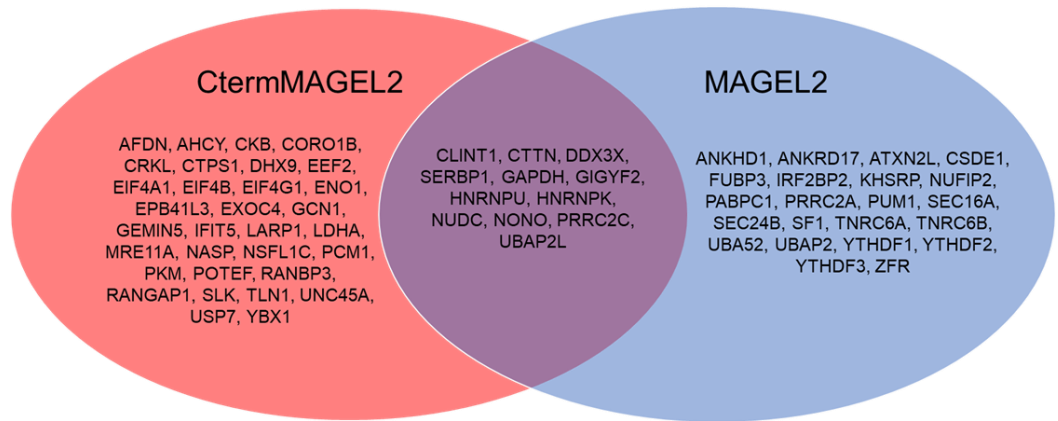 CtermMAGEL2
AFDN, AHCY, CKB, CORO1B,
CRKL, CTPS1, DHX9, EEF2,
EIF4A1, EIF4B, EIF4G1, ENO1,
EPB41L3, EXOC4, GCN1,
GEMIN5, IFIT5, LARP1, LDHA,
MRE11A, NASP, NSFL1C, PCM1,
PKM, POTEF, RANBP3,
RANGAP1, SLK, TLN1, UNC45A,
USP7, YBX1
CLINT1, CTTN, DDX3X,
SERBP1, GAPDH, GIGYF2,
HNRNPU, HNRNPK,
NUDC, NONO, PRRC2C,
UBAP2L
MAGEL2
ANKHD1, ANKRD17, ATXN2L, CSDE1,
FUBP3, IRF2BP2, KHSRP, NUFIP2,
PABPC1, PRRC2A, PUM1, SEC16A,
SEC24B, SF1, TNRC6A, TNRC6B,
UBA52, UBAP2, YTHDF1, YTHDF2,
YTHDF3, ZFR